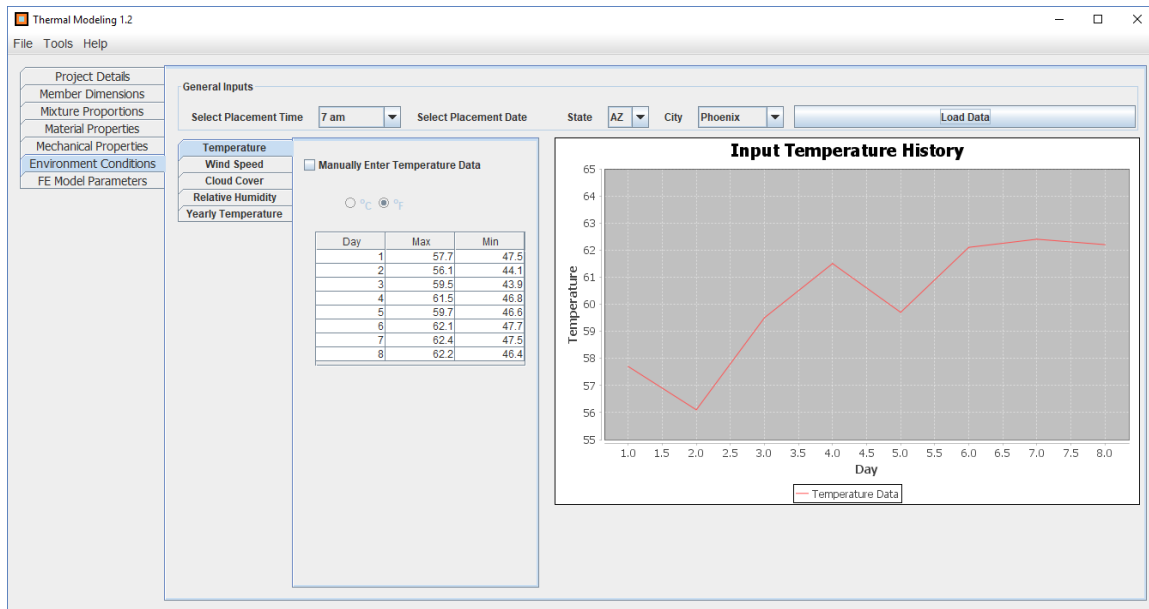 Thermal Modeling 1.2
File Tools Help
Project Details
Member Dimensions
Mixture Proportions
Material Properties
Mechanical Properties
Environment Conditions
FE Model Parameters
General Inputs
Select Placement Time 7 am Select Placement Date State AZ City Phoenix Load Data
Temperature
Wind Speed
Cloud Cover
Relative Humidity
Yearly Temperature
Manually Enter Temperature Data
°C °F
Day Max Min
1 57.7 47.5
2 56.1 44.1
3 59.5 43.9
4 61.5 46.8
5 59.7 46.6
6 62.1 47.7
7 62.4 47.5
8 62.2 46.4
Input Temperature History
65
64
63
62
61
60
59
58
57
56
55
Temperature
1.0 1.5 2.0 2.5 3.0 3.5 4.0 4.5 5.0 5.5 6.0 6.5 7.0 7.5 8.0
Day
Temperature Data